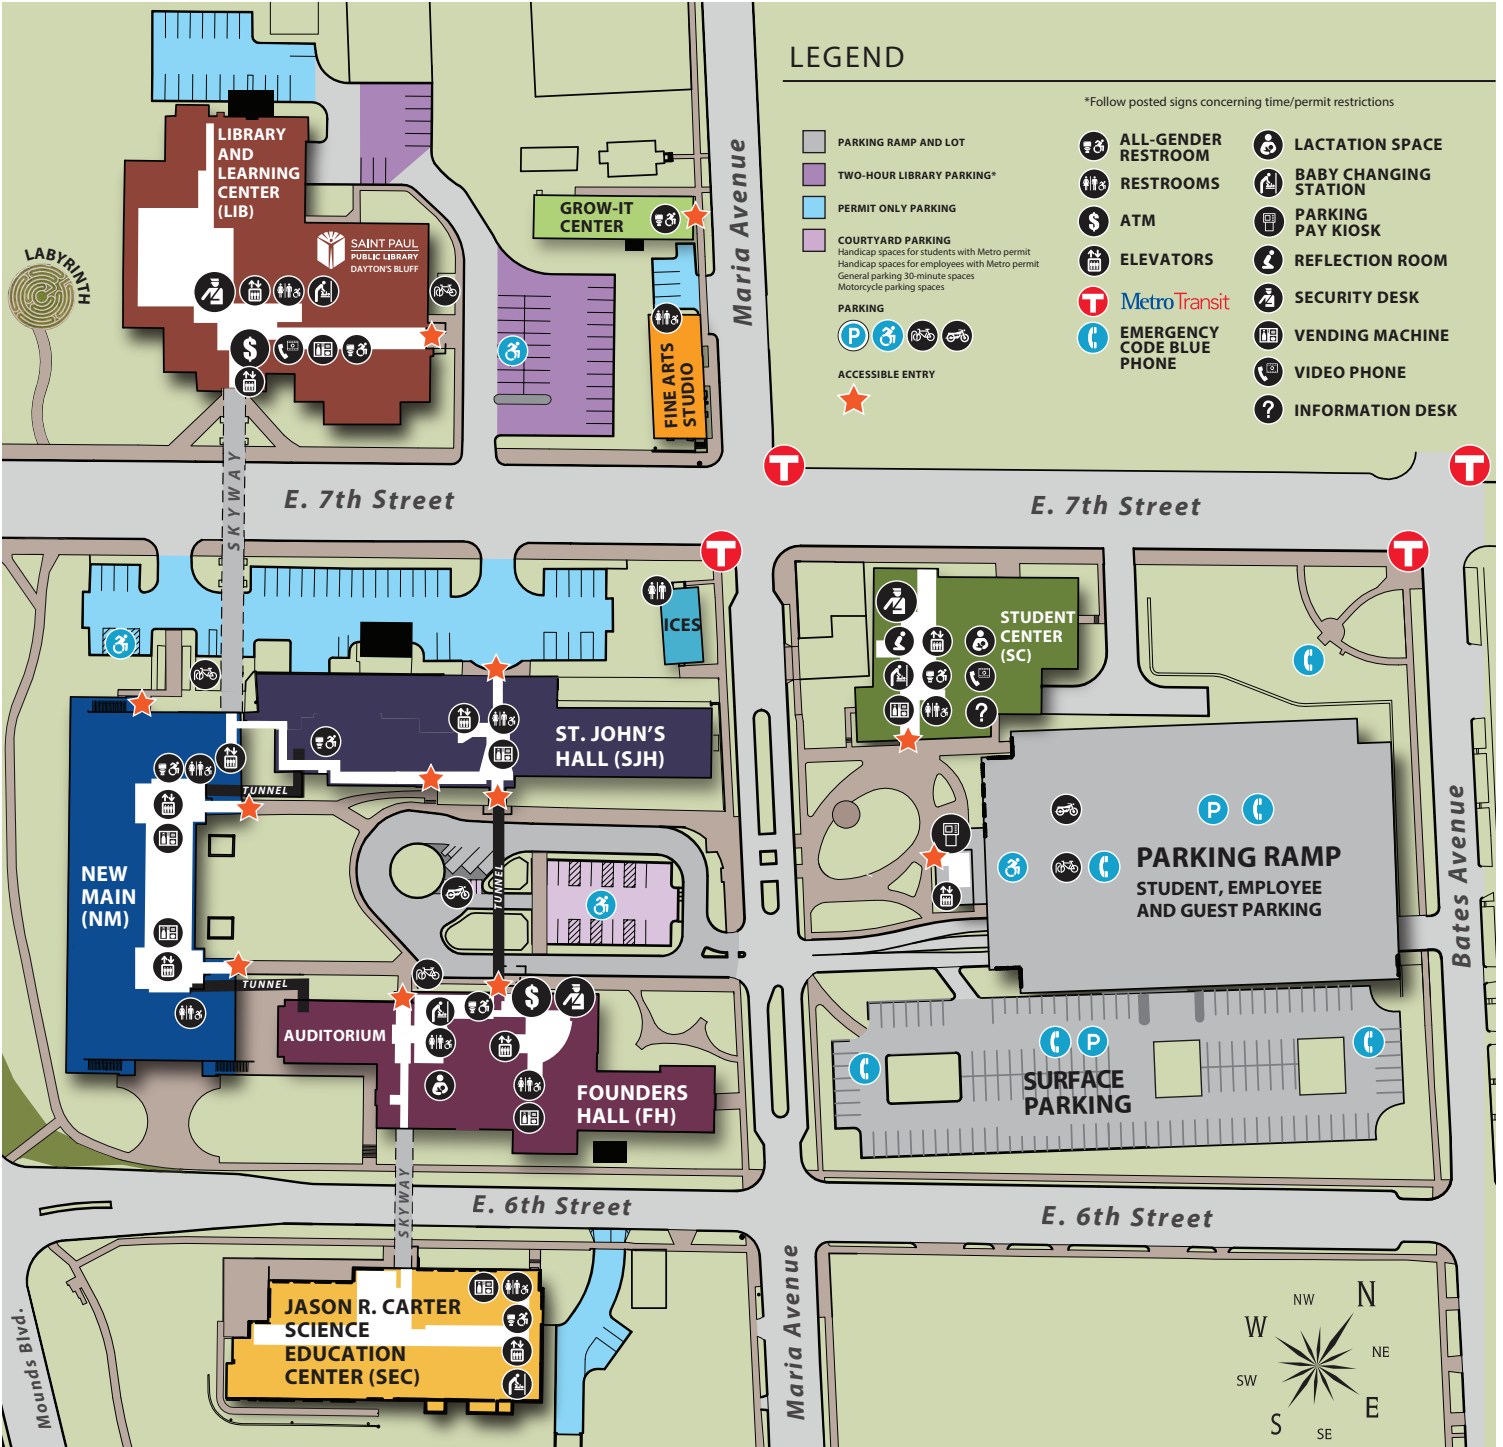 LEGEND
*Follow posted signs concerning time/permit restrictions
PARKING RAMP AND LOT
TWO-HOUR LIBRARY PARKING*
PERMIT ONLY PARKING
COURTYARD PARKING
Handicap spaces for students with Metro permit
Handicap spaces for employees with Metro permit
General parking 30-minute spaces
Motorcycle parking spaces
PARKING
P
ACCESSIBLE ENTRY
ALL-GENDER
RESTROOM
RESTROOMS
$
ATM
ELEVATORS
T
MetroTransit
EMERGENCY
CODE BLUE
PHONE
LACTATION SPACE
BABY CHANGING
STATION
PARKING
PAY KIOSK
REFLECTION ROOM
SECURITY DESK
VENDING MACHINE
VIDEO PHONE
?
INFORMATION DESK
LIBRARY
AND
LEARNING
CENTER
(LIB)
SAINT PAUL
PUBLIC LIBRARY
DAYTON'S BLUFF
$
LABYRINTH
GROW-IT
CENTER
FINE ARTS
STUDIO
Maria Avenue
SKYWAY
E. 7th Street
E. 7th Street
T
T
T
T
ICES
STUDENT
CENTER
(SC)
?
ST. JOHN'S
HALL (SJH)
TUNNEL
NEW
MAIN
(NM)
TUNNEL
TUNNEL
P
PARKING RAMP
STUDENT, EMPLOYEE
AND GUEST PARKING
Bates Avenue
$
AUDITORIUM
FOUNDERS
HALL (FH)
P
SURFACE
PARKING
SKYWAY
E. 6th Street
E. 6th Street
JASON R. CARTER
SCIENCE
EDUCATION
CENTER (SEC)
Mounds Blvd.
Maria Avenue
N
NW
W
NE
SW
E
S
SE